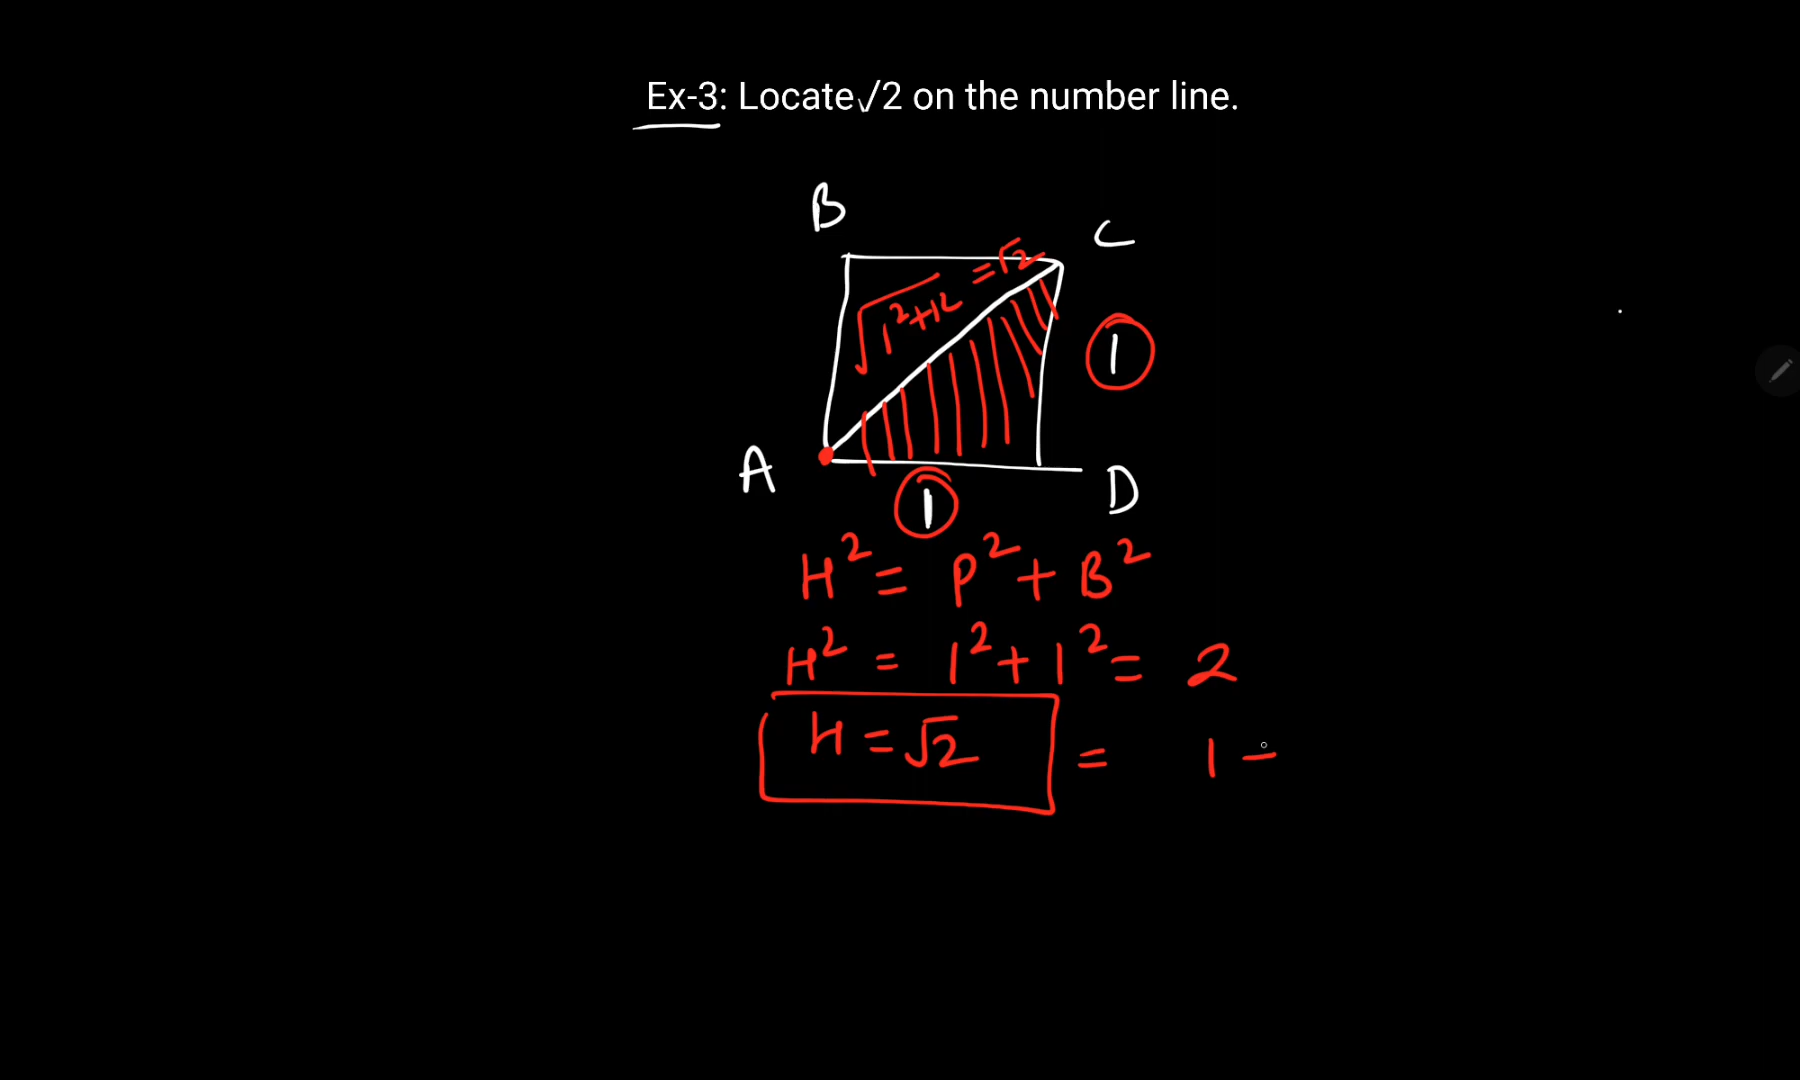 Ex-3: Locate √2 on the number line.
B
C
√1²+1² = √2
1
A
1
D
H² = P² + B²
H² = 1² + 1² = 2
H = √2 = 1 -